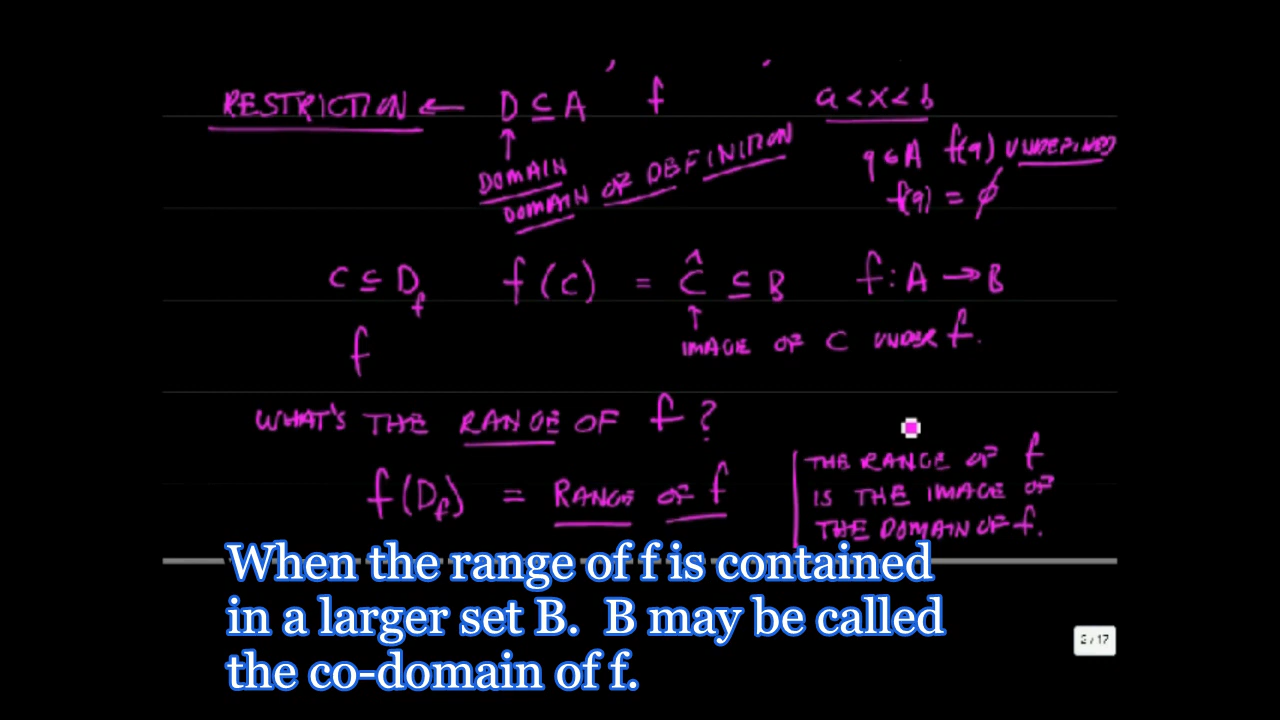 RESTRICTION ← D ⊆ A f a < x < b
↑
DOMAIN
DOMAIN OF DEFINITION
q ∈ A f(q) UNDEFINED
f(q) = ∅
C ⊆ D_f f(C) = Ĉ ⊆ B f: A → B
↑
IMAGE OF C UNDER f.
f
WHAT'S THE RANGE OF f?
f(D_f) = RANGE OF f
THE RANGE OF f
IS THE IMAGE OF
THE DOMAIN OF f.
When the range of f is contained
in a larger set B. B may be called
the co-domain of f.
2/17